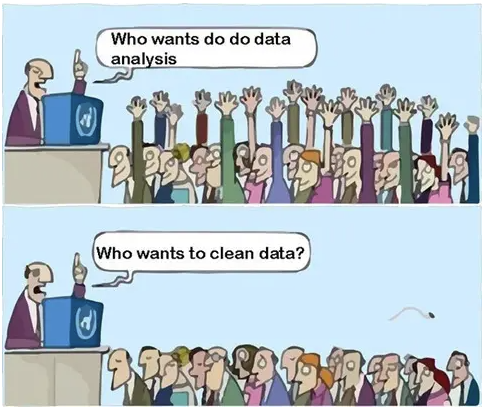 Who wants do do data
analysis
Who wants to clean data?